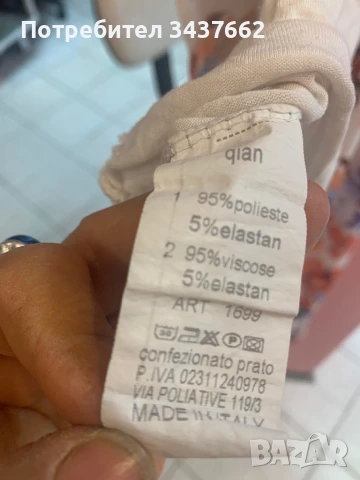 Потребител 3437662
qian
1 95%polieste
5%elastan
2 95%viscose
5%elastan
ART 1699
30 P
confezionato prato
P.IVA 02311240978
VIA POLIATIVE 119/3
MADE IN ITALY
BAZAR